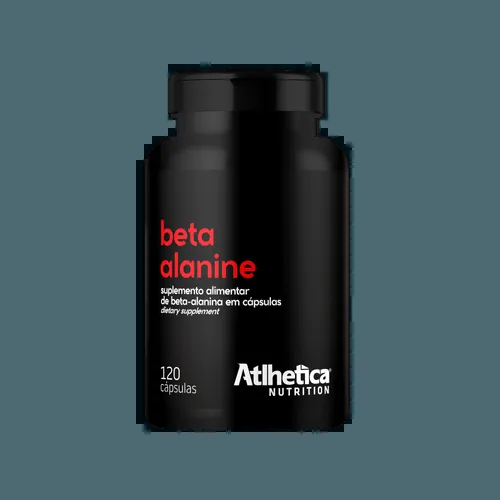 beta
alanine
suplemento alimentar
de beta-alanina em cápsulas
dietary supplement
120
cápsulas
Atlhetica®
NUTRITION